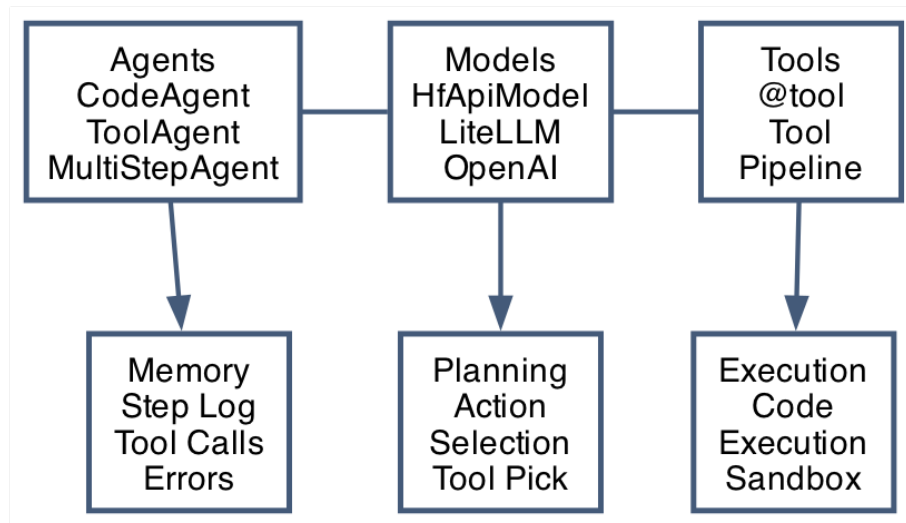 Agents
CodeAgent
ToolAgent
MultiStepAgent
Models
HfApiModel
LiteLLM
OpenAI
Tools
@tool
Tool
Pipeline
Memory
Step Log
Tool Calls
Errors
Planning
Action
Selection
Tool Pick
Execution
Code
Execution
Sandbox